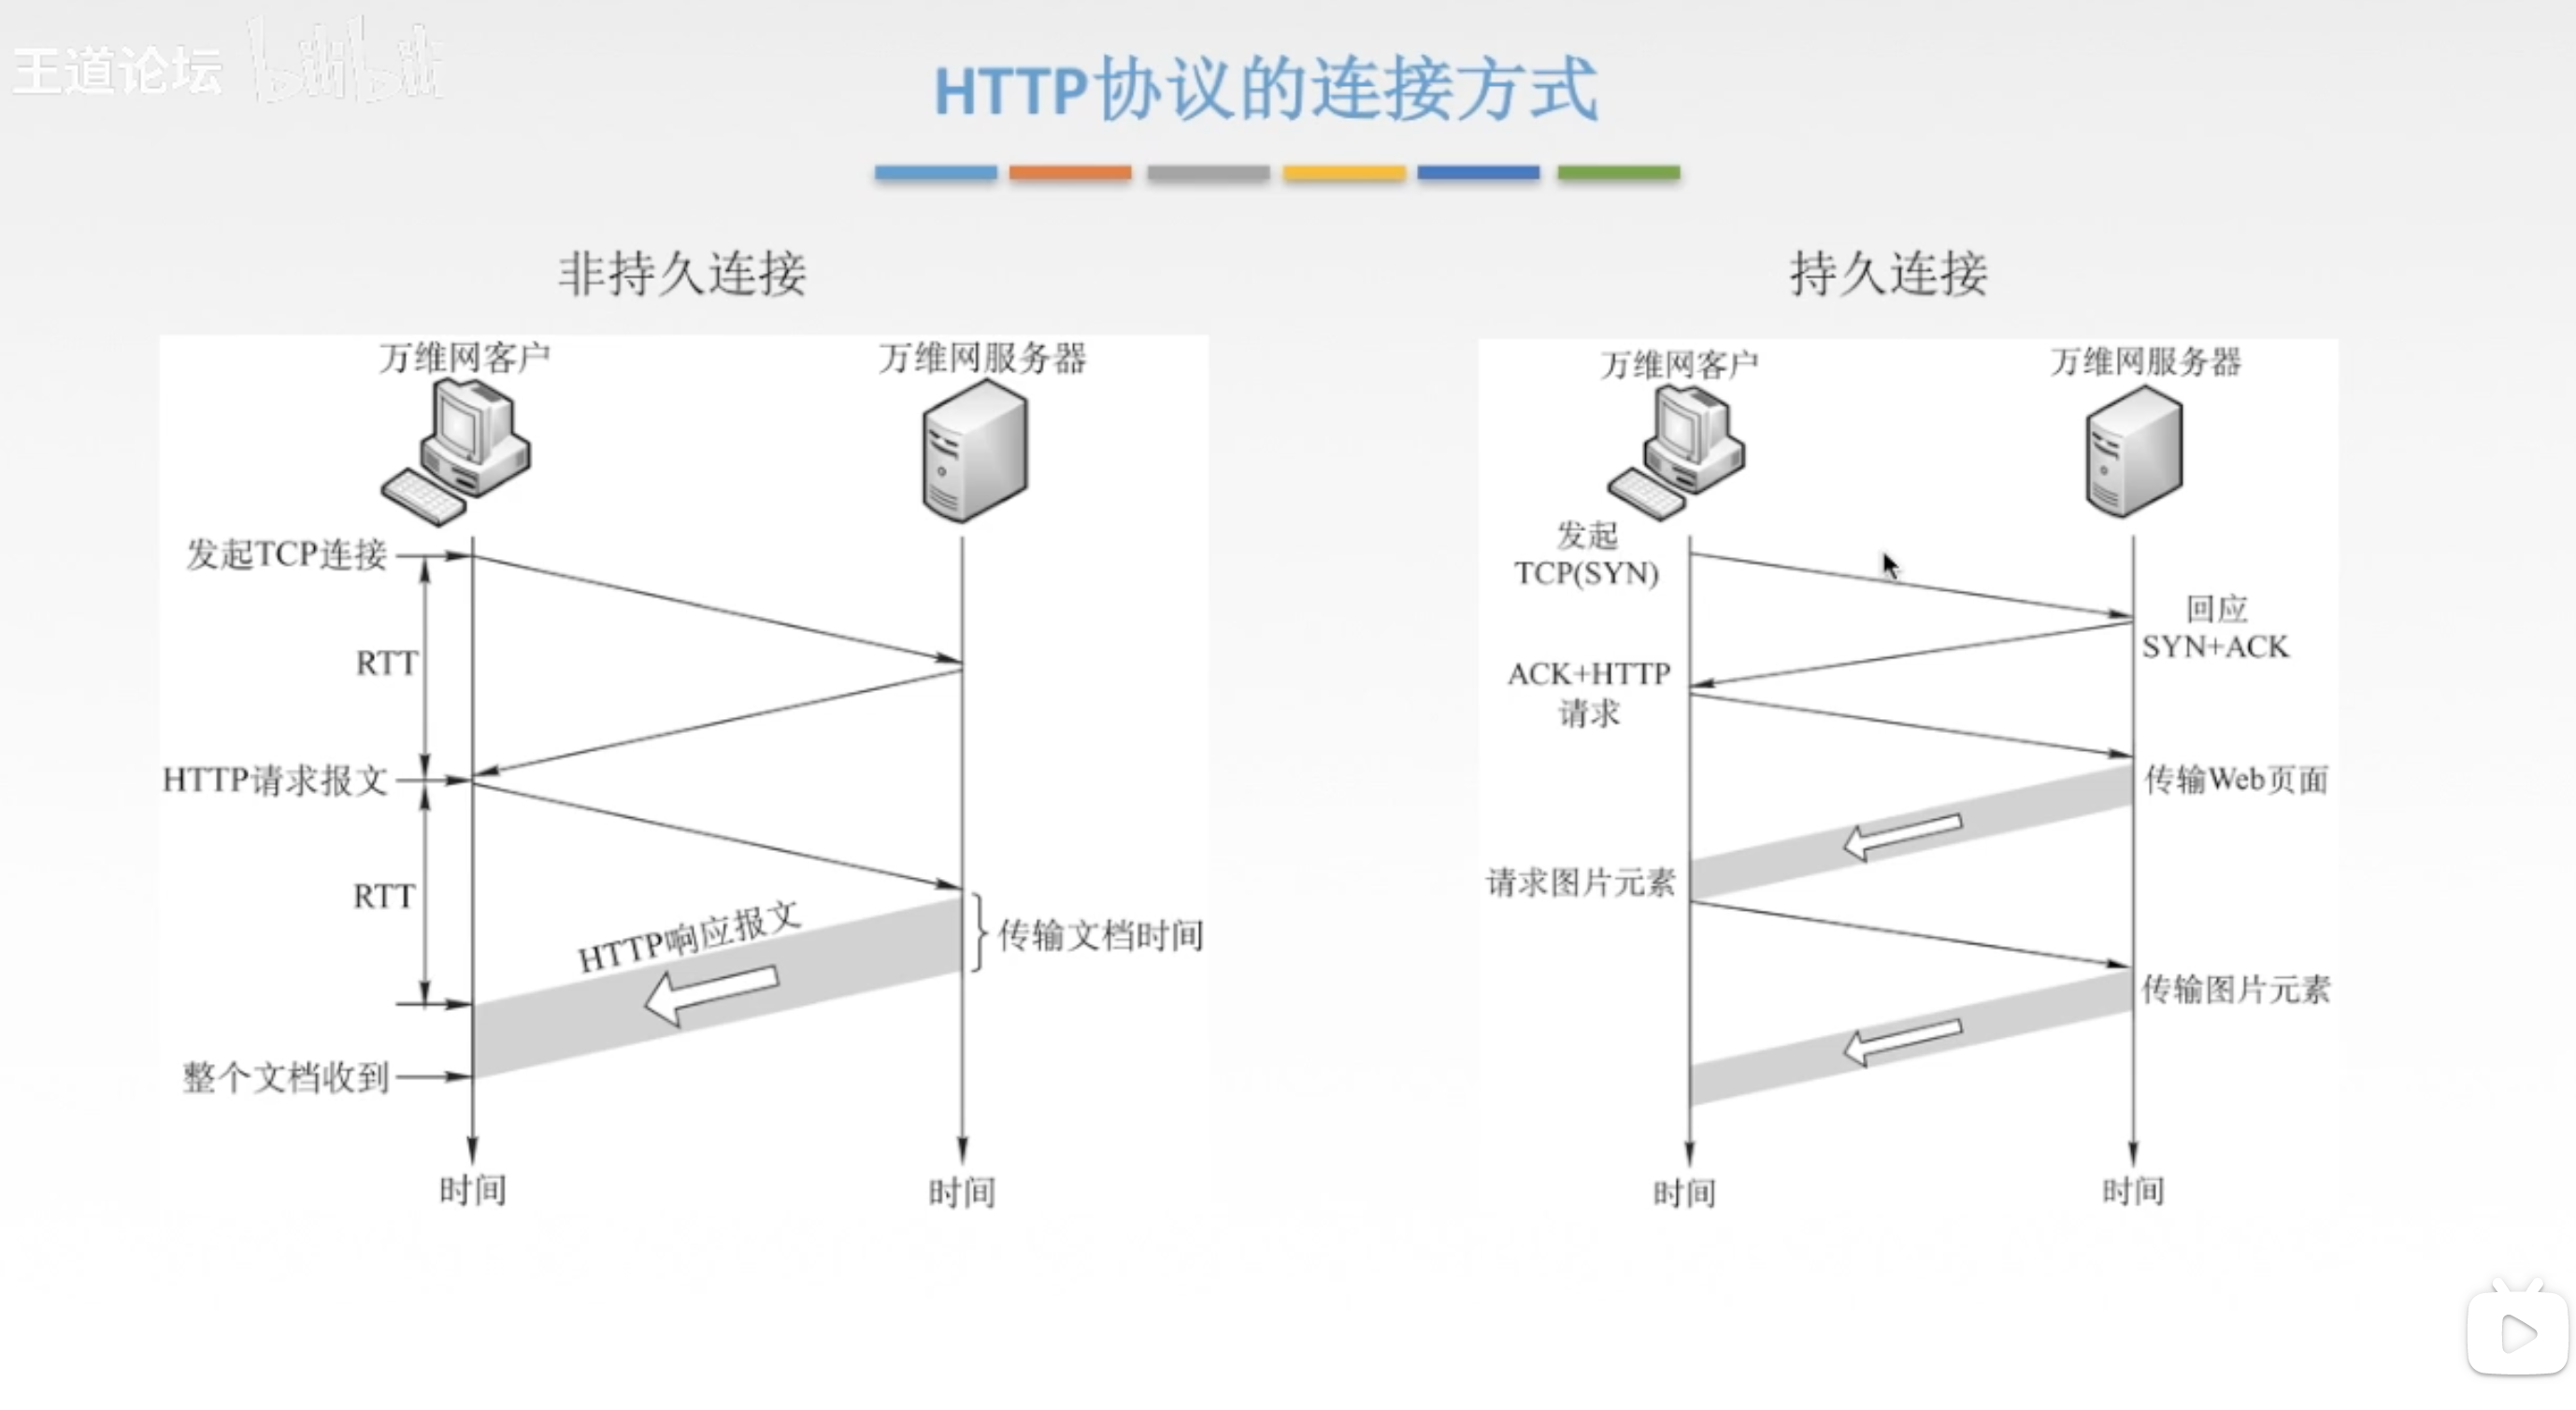 王道论坛 bilibili
HTTP协议的连接方式
非持久连接
万维网客户
万维网服务器
发起TCP连接
RTT
HTTP请求报文
RTT
HTTP响应报文
传输文档时间
整个文档收到
时间
时间
持久连接
万维网客户
万维网服务器
发起
TCP(SYN)
回应
SYN+ACK
ACK+HTTP
请求
传输Web页面
请求图片元素
传输图片元素
时间
时间